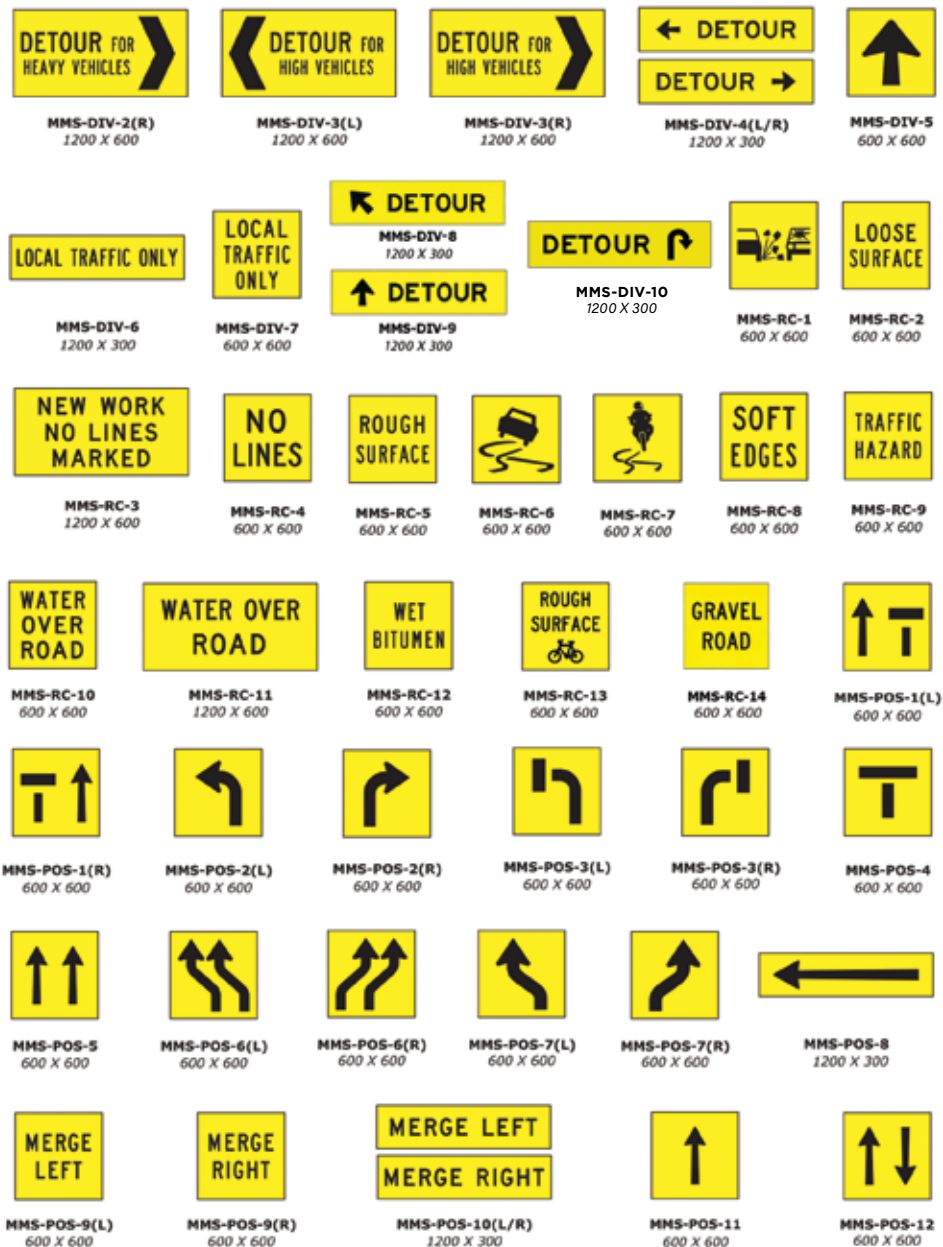 DETOUR FOR
HEAVY VEHICLES
MMS-DIV-2(R)
1200 X 600
DETOUR FOR
HIGH VEHICLES
MMS-DIV-3(L)
1200 X 600
DETOUR FOR
HIGH VEHICLES
MMS-DIV-3(R)
1200 X 600
← DETOUR
DETOUR →
MMS-DIV-4(L/R)
1200 X 300
MMS-DIV-5
600 X 600
LOCAL TRAFFIC ONLY
MMS-DIV-6
1200 X 300
LOCAL
TRAFFIC
ONLY
MMS-DIV-7
600 X 600
DETOUR
MMS-DIV-8
1200 X 300
DETOUR
MMS-DIV-9
1200 X 300
DETOUR
MMS-DIV-10
1200 X 300
MMS-RC-1
600 X 600
LOOSE
SURFACE
MMS-RC-2
600 X 600
NEW WORK
NO LINES
MARKED
MMS-RC-3
1200 X 600
NO
LINES
MMS-RC-4
600 X 600
ROUGH
SURFACE
MMS-RC-5
600 X 600
MMS-RC-6
600 X 600
MMS-RC-7
600 X 600
SOFT
EDGES
MMS-RC-8
600 X 600
TRAFFIC
HAZARD
MMS-RC-9
600 X 600
WATER
OVER
ROAD
MMS-RC-10
600 X 600
WATER OVER
ROAD
MMS-RC-11
1200 X 600
WET
BITUMEN
MMS-RC-12
600 X 600
ROUGH
SURFACE
MMS-RC-13
600 X 600
GRAVEL
ROAD
MMS-RC-14
600 X 600
MMS-POS-1(L)
600 X 600
MMS-POS-1(R)
600 X 600
MMS-POS-2(L)
600 X 600
MMS-POS-2(R)
600 X 600
MMS-POS-3(L)
600 X 600
MMS-POS-3(R)
600 X 600
MMS-POS-4
600 X 600
MMS-POS-5
600 X 600
MMS-POS-6(L)
600 X 600
MMS-POS-6(R)
600 X 600
MMS-POS-7(L)
600 X 600
MMS-POS-7(R)
600 X 600
MMS-POS-8
1200 X 300
MERGE
LEFT
MMS-POS-9(L)
600 X 600
MERGE
RIGHT
MMS-POS-9(R)
600 X 600
MERGE LEFT
MERGE RIGHT
MMS-POS-10(L/R)
1200 X 300
MMS-POS-11
600 X 600
MMS-POS-12
600 X 600